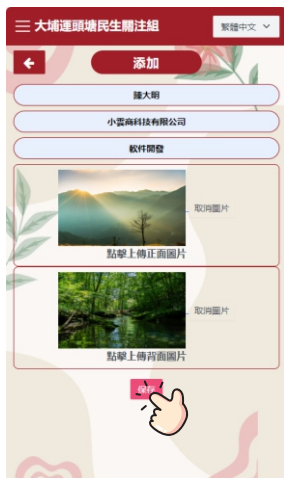 大埔運頭塘民生關注組
繁體中文
添加
鍾大明
小雲商科技有限公司
軟件開發
取消圖片
點擊上傳正面圖片
取消圖片
點擊上傳背面圖片
保存